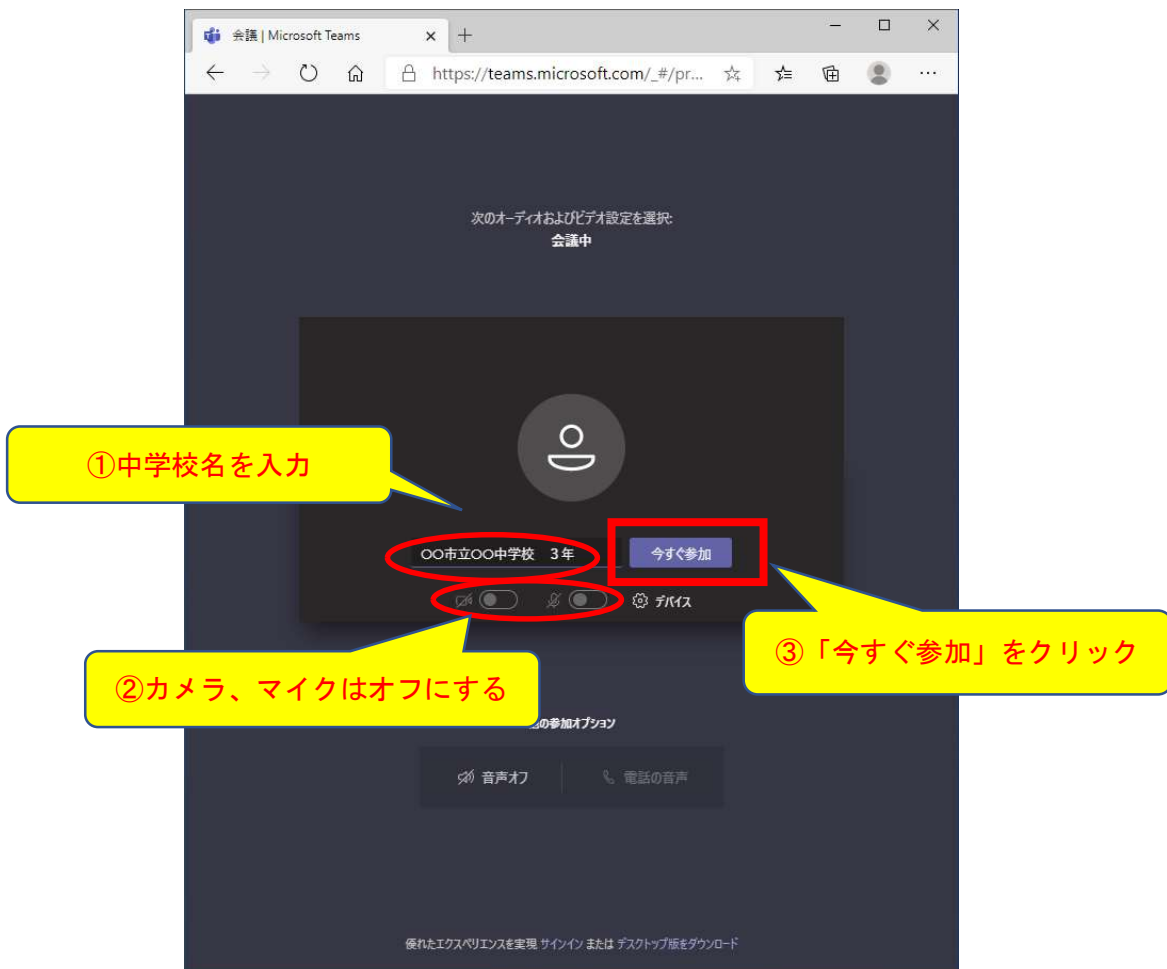 会議 | Microsoft Teams
https://teams.microsoft.com/_#/pr...
次のオーディオおよびビデオ設定を選択:
会議中
①中学校名を入力
〇〇市立〇〇中学校　３年
今すぐ参加
デバイス
③「今すぐ参加」をクリック
②カメラ、マイクはオフにする
の参加オプション
音声オフ
電話の音声
優れたエクスペリエンスを実現 サインイン または デスクトップ版をダウンロード